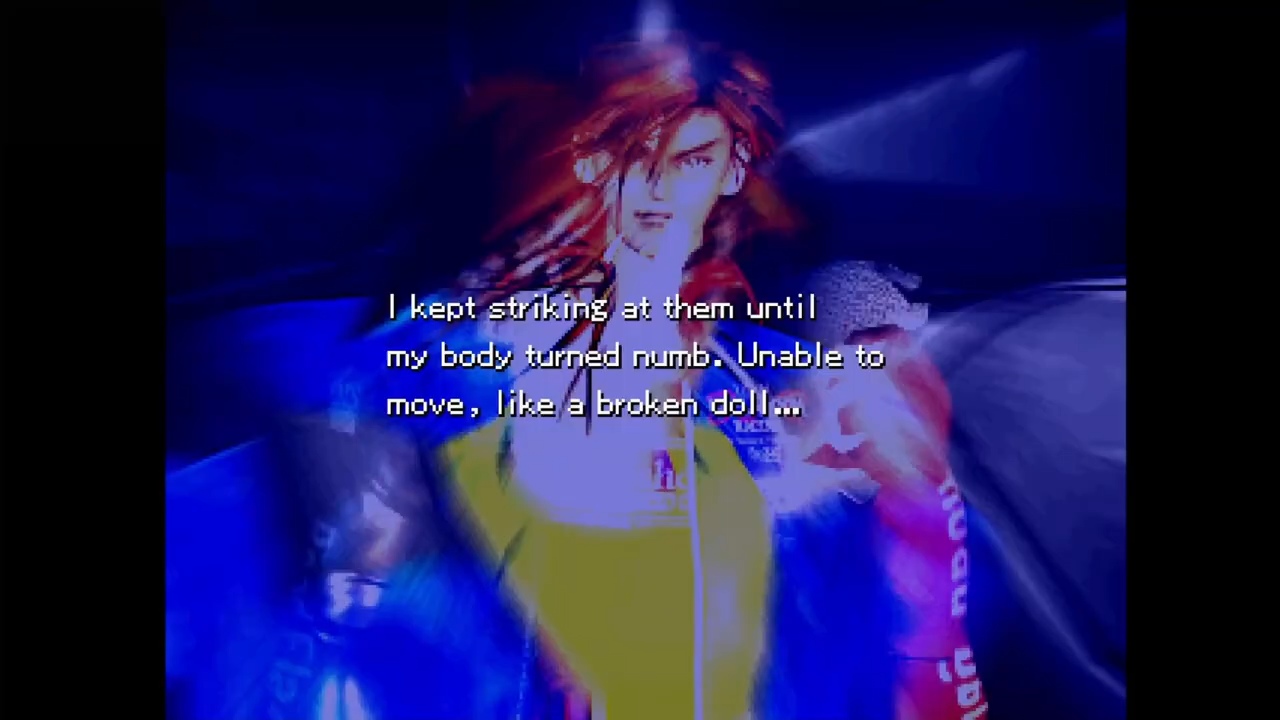 I kept striking at them until
my body turned numb. Unable to
move, like a broken doll...